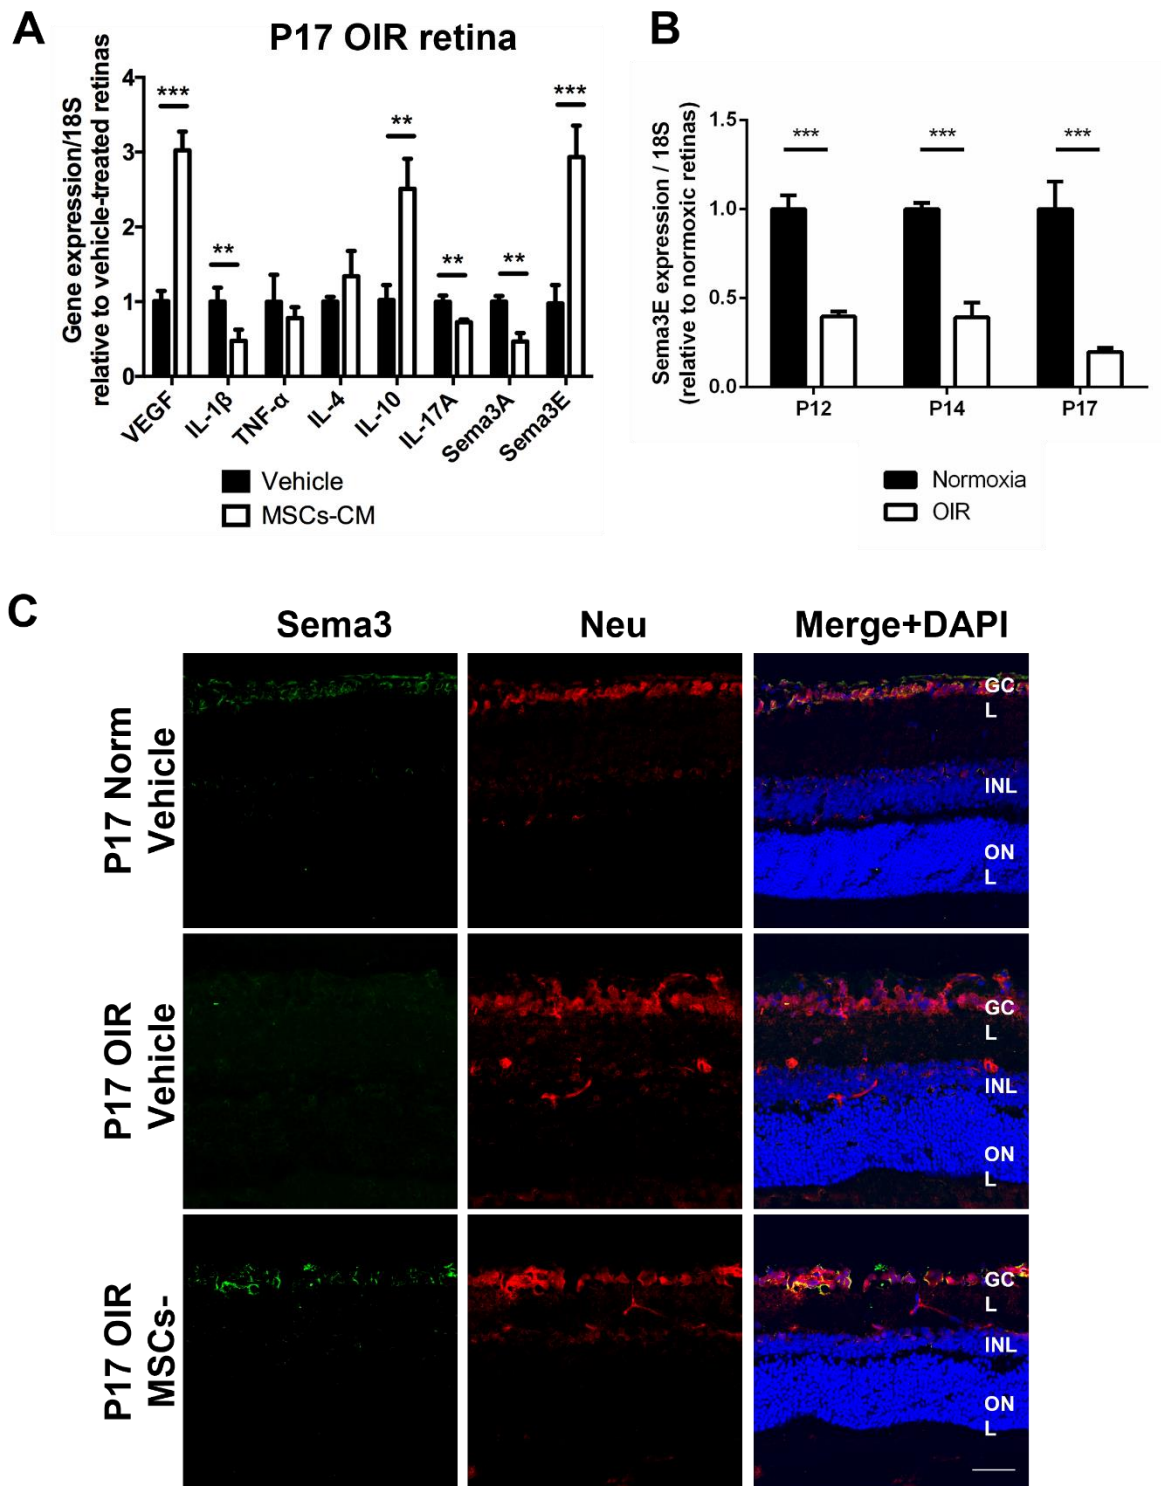 A
P17 OIR retina
Gene expression/18S
relative to vehicle-treated retinas
4
3
2
1
0
***
**
**
**
**
***
VEGF
IL-1β
TNF-α
IL-4
IL-10
IL-17A
Sema3A
Sema3E
Vehicle
MSCs-CM
B
Sema3E expression / 18S
(relative to normoxic retinas)
1.5
1.0
0.5
0.0
***
***
***
P12
P14
P17
Normoxia
OIR
C
Sema3
Neu
Merge+DAPI
P17 Norm
Vehicle
GC
L
INL
ON
L
P17 OIR
Vehicle
GC
L
INL
ON
L
P17 OIR
MSCs-
GC
L
INL
ON
L